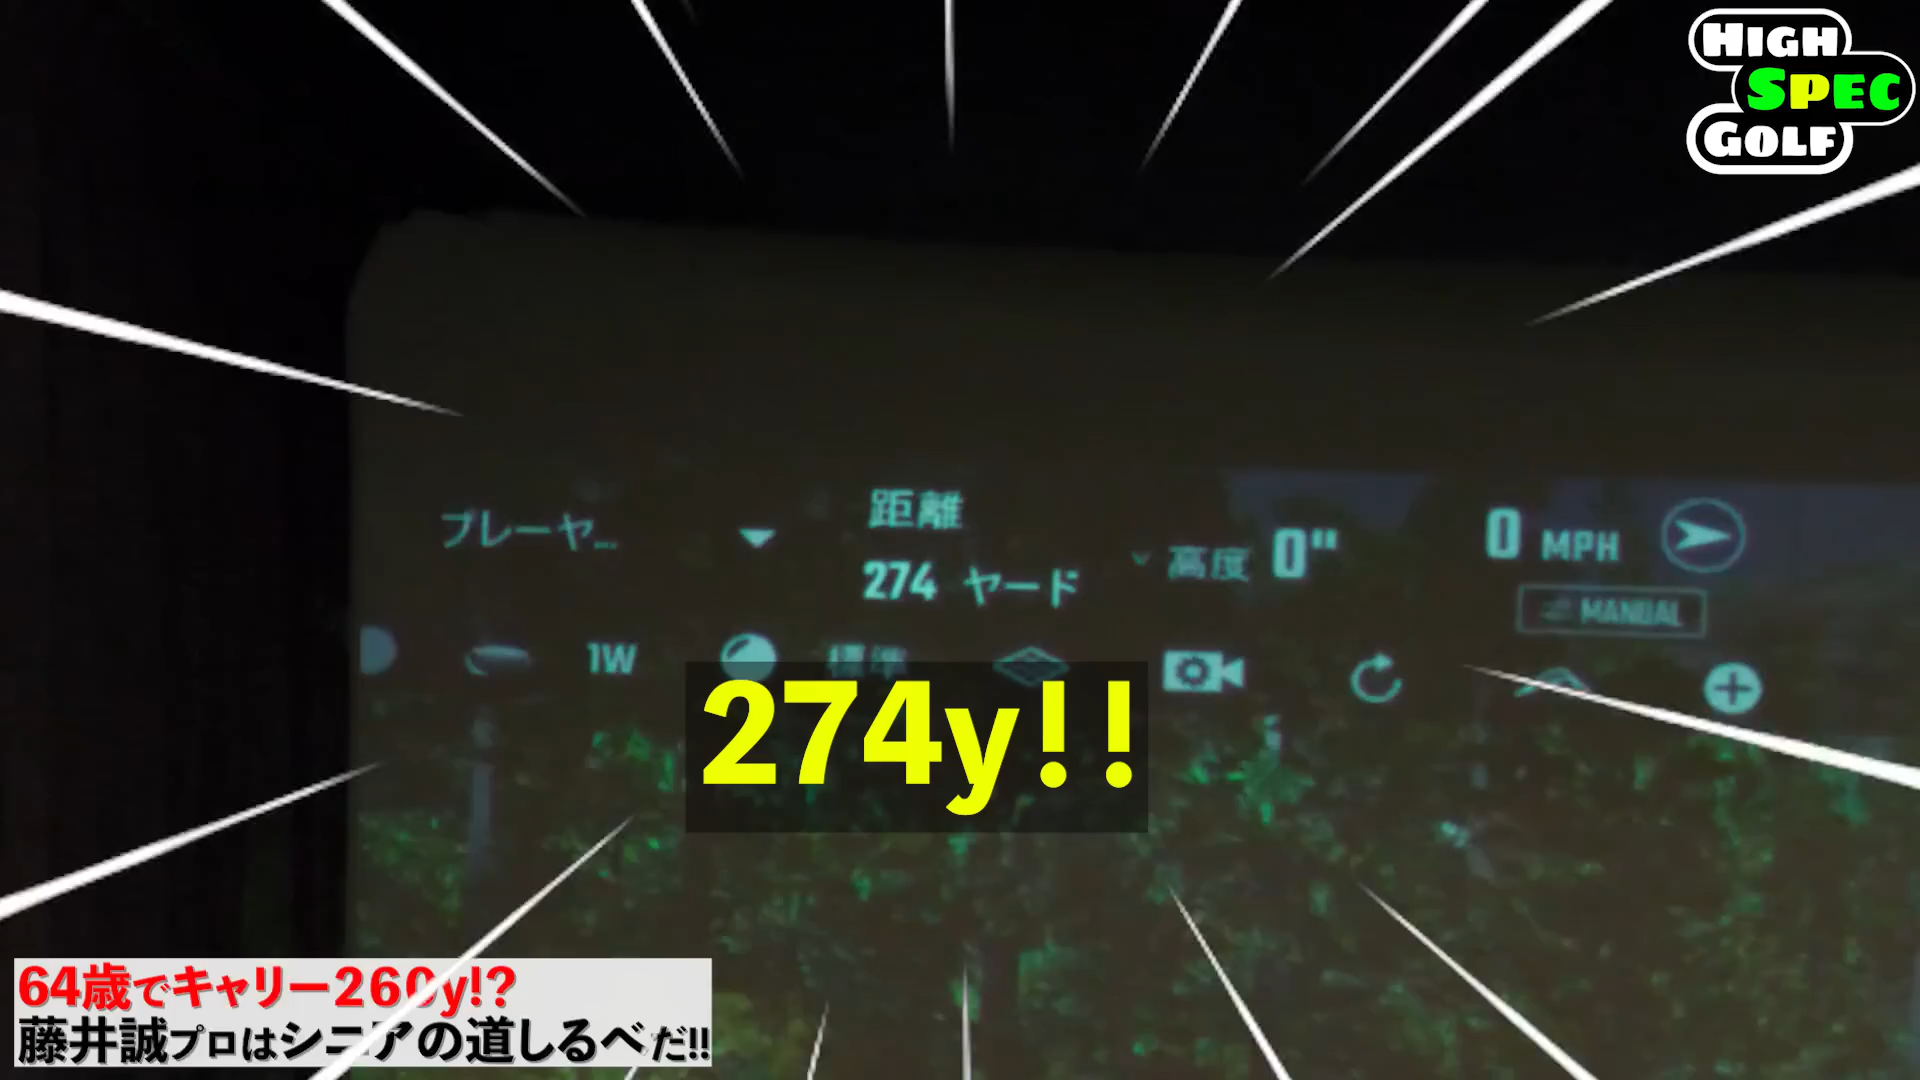 HIGH
SPEC
GOLF
プレーヤ...
距離
274 ヤード
高度 0"
0 MPH
MANUAL
1W
標準
274y!!
64歳でキャリー260y!?
藤井誠プロはシニアの道しるべだ!!